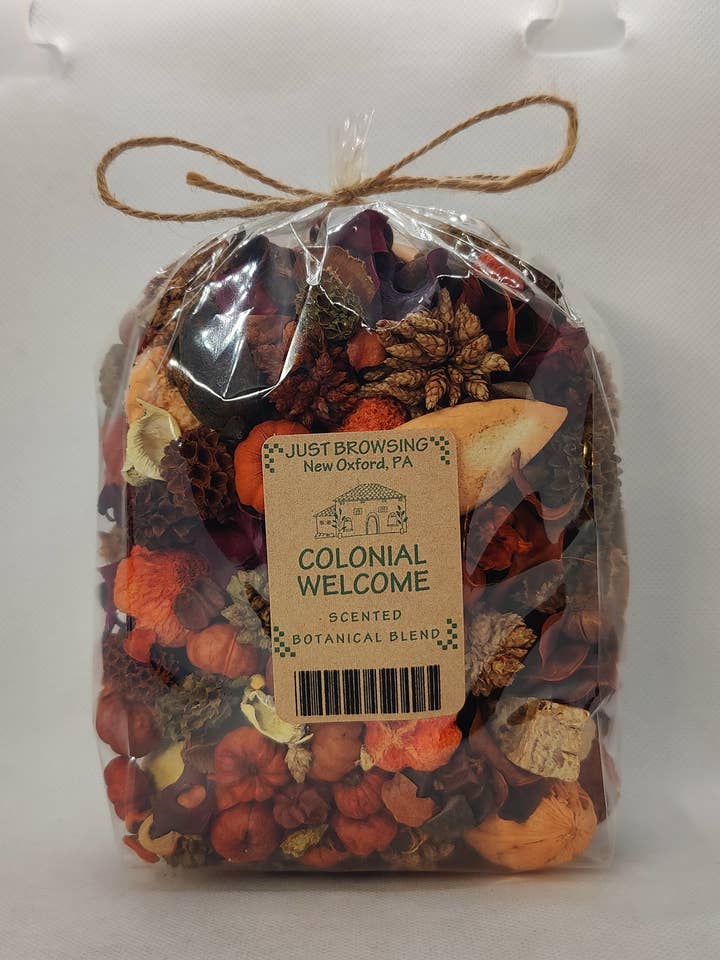 JUST BROWSING
New Oxford, PA
COLONIAL
WELCOME
SCENTED
BOTANICAL BLEND